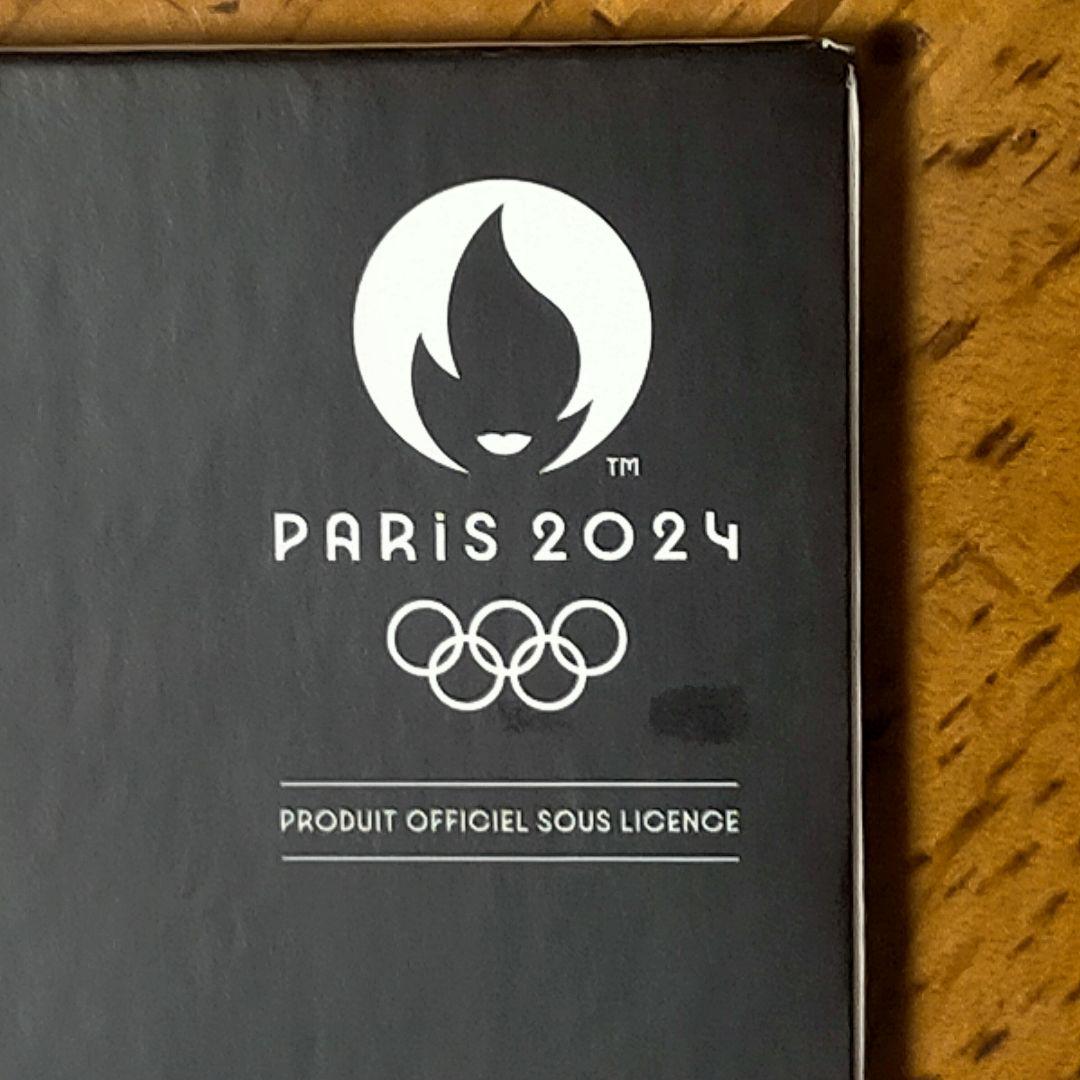 TM
PARiS 2024
PRODUIT OFFICIEL SOUS LICENCE